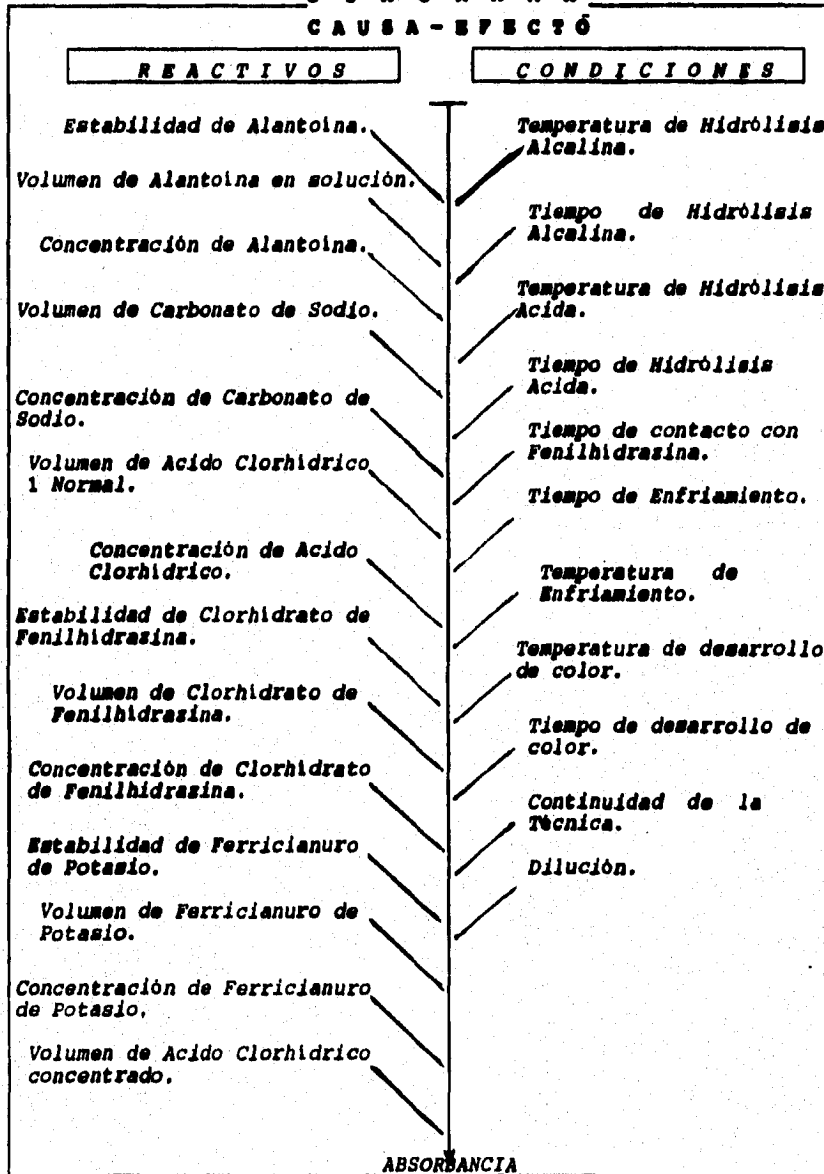 CAUSA-EFECTÓ
REACTIVOS
Estabilidad de Alantoina.
Volumen de Alantoina en solución.
Concentración de Alantoina.
Volumen de Carbonato de Sodio.
Concentración de Carbonato de
Sodio.
Volumen de Acido Clorhidrico
1 Normal.
Concentración de Acido
Clorhidrico.
Estabilidad de Clorhidrato de
Fenilhidrasina.
Volumen de Clorhidrato de
Fenilhidrasina.
Concentración de Clorhidrato
de Fenilhidrasina.
Estabilidad de Ferricianuro
de Potasio.
Volumen de Ferricianuro de
Potasio.
Concentración de Ferricianuro
de Potasio.
Volumen de Acido Clorhidrico
concentrado.
CONDICIONES
Temperatura de Hidrólisis
Alcalina.
Tiempo de Hidrólisis
Alcalina.
Temperatura de Hidrólisis
Acida.
Tiempo de Hidrólisis
Acida.
Tiempo de contacto con
Fenilhidrasina.
Tiempo de Enfriamiento.
Temperatura de
Enfriamiento.
Temperatura de desarrollo
de color.
Tiempo de desarrollo de
color.
Continuidad de la
Técnica.
Dilución.
ABSORBANCIA